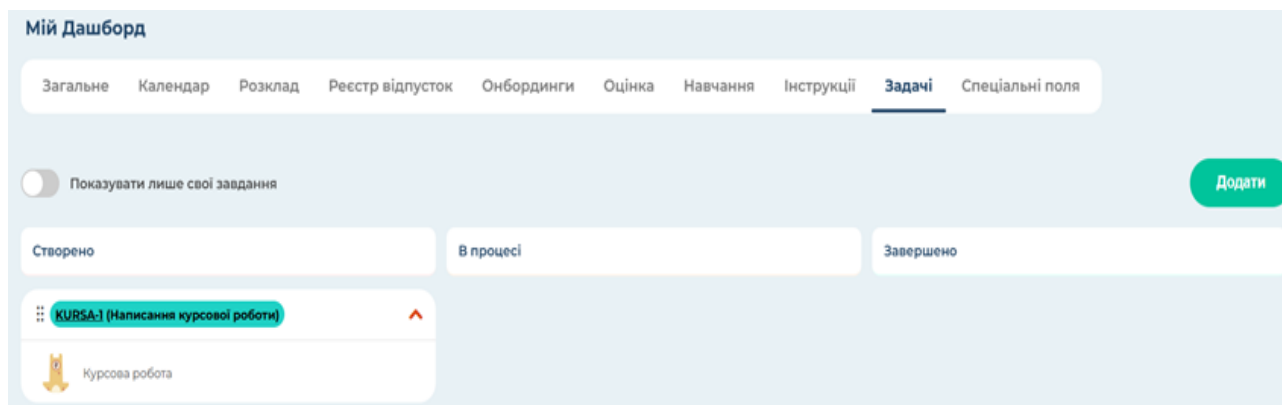 Мій Дашборд
Загальне Календар Розклад Реєстр відпусток Онбординги Оцінка Навчання Інструкції Задачі Спеціальні поля
Показувати лише свої завдання Додати
Створено В процесі Завершено
KURSA-1 (Написання курсової роботи)
Курсова робота